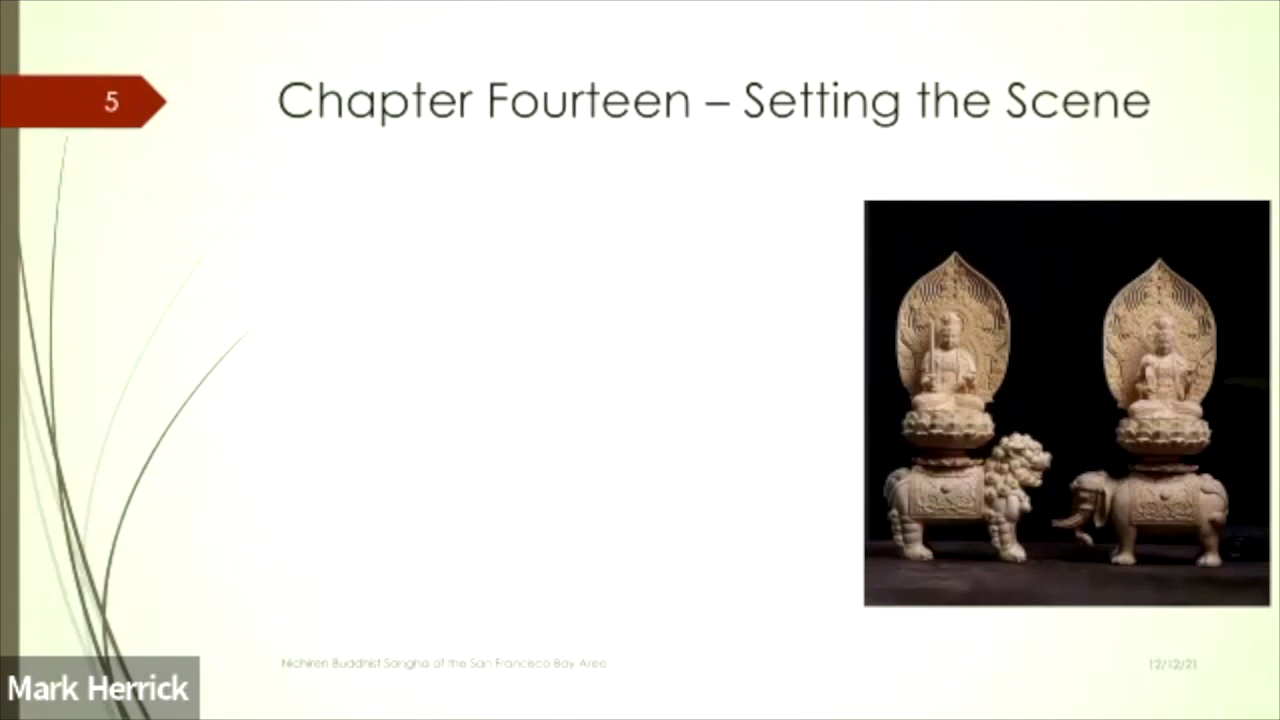 5
Chapter Fourteen – Setting the Scene
Nichiren Buddhist Sangha of the San Francisco Bay Area
12/12/21
Mark Herrick